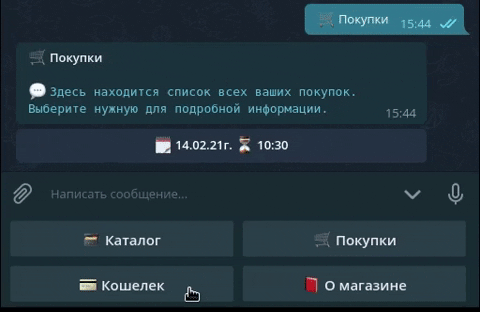 🛒 Покупки 15:44
🛒 Покупки
💬 Здесь находится список всех ваших покупок.
Выберите нужную для подробной информации.
15:44
🗓 14.02.21г. ⏳ 10:30
Написать сообщение...
Каталог
🛒 Покупки
💳 Кошелек
📕 О магазине